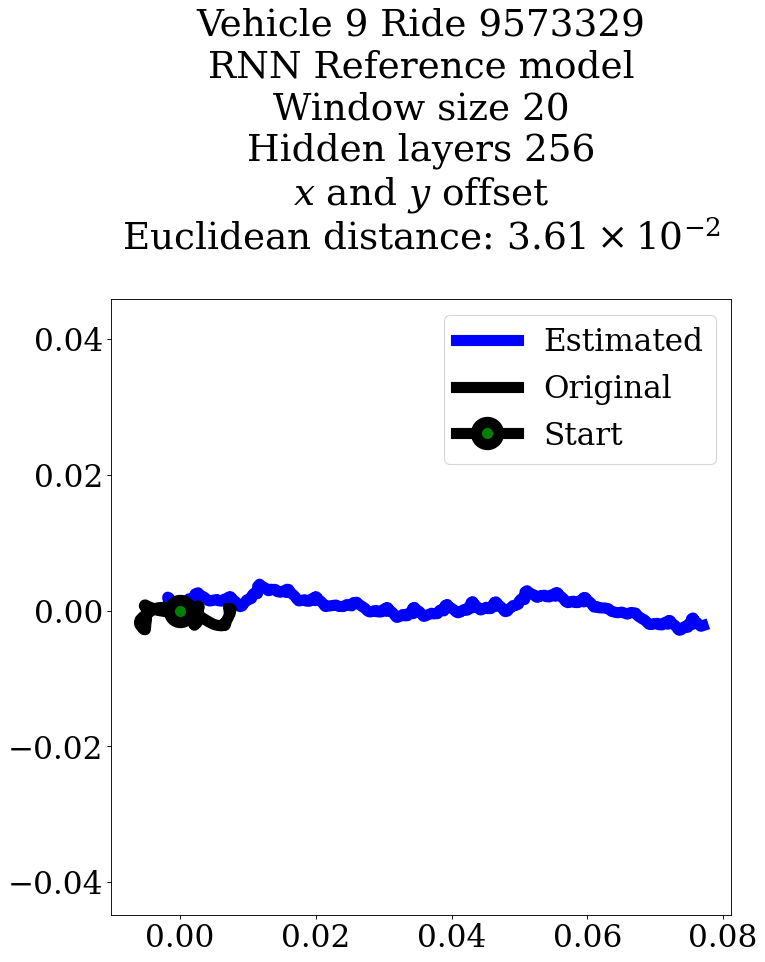 Vehicle 9 Ride 9573329
RNN Reference model
Window size 20
Hidden layers 256
x and y offset
Euclidean distance: 3.61 × 10⁻²
Estimated
Original
Start
0.04
0.02
0.00
−0.02
−0.04
0.00 0.02 0.04 0.06 0.08